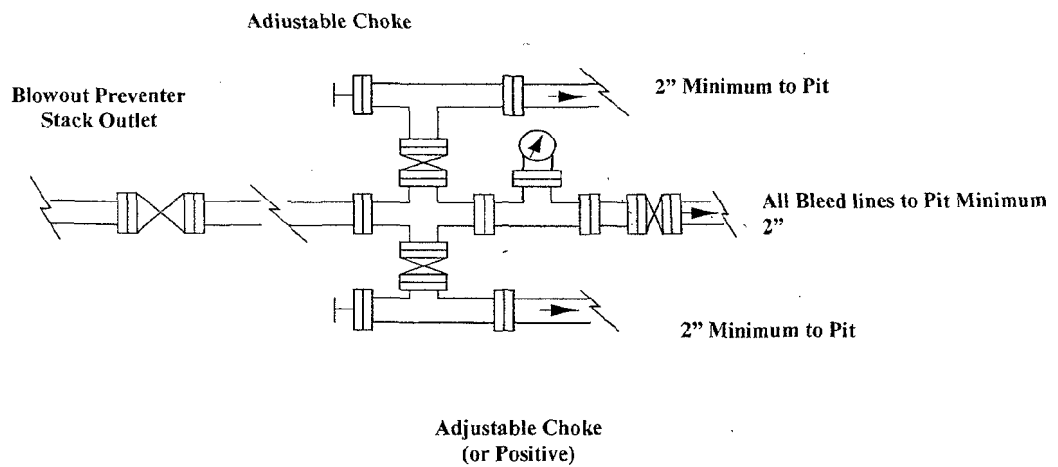 Adjustable Choke
Blowout Preventer
Stack Outlet
2” Minimum to Pit
All Bleed lines to Pit Minimum
2”
2” Minimum to Pit
Adjustable Choke
(or Positive)